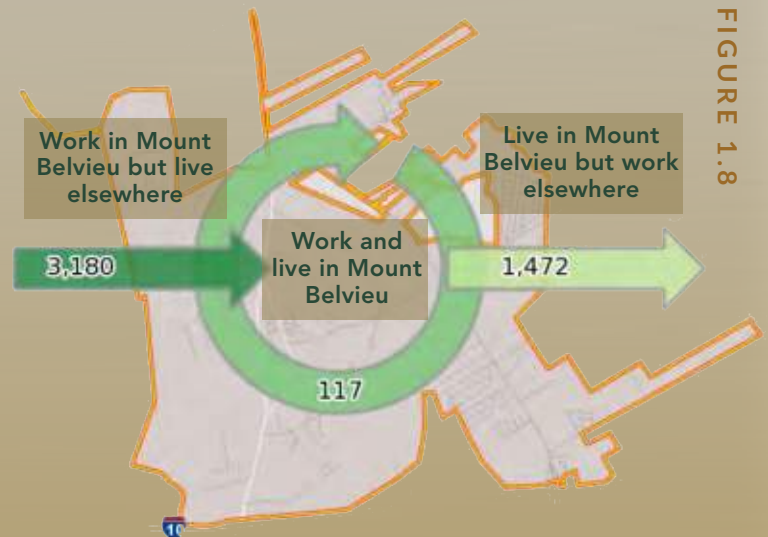 FIGURE 1.8
Work in Mount
Belvieu but live
elsewhere
Live in Mount
Belvieu but work
elsewhere
Work and
live in Mount
Belvieu
3,180
1,472
117
10